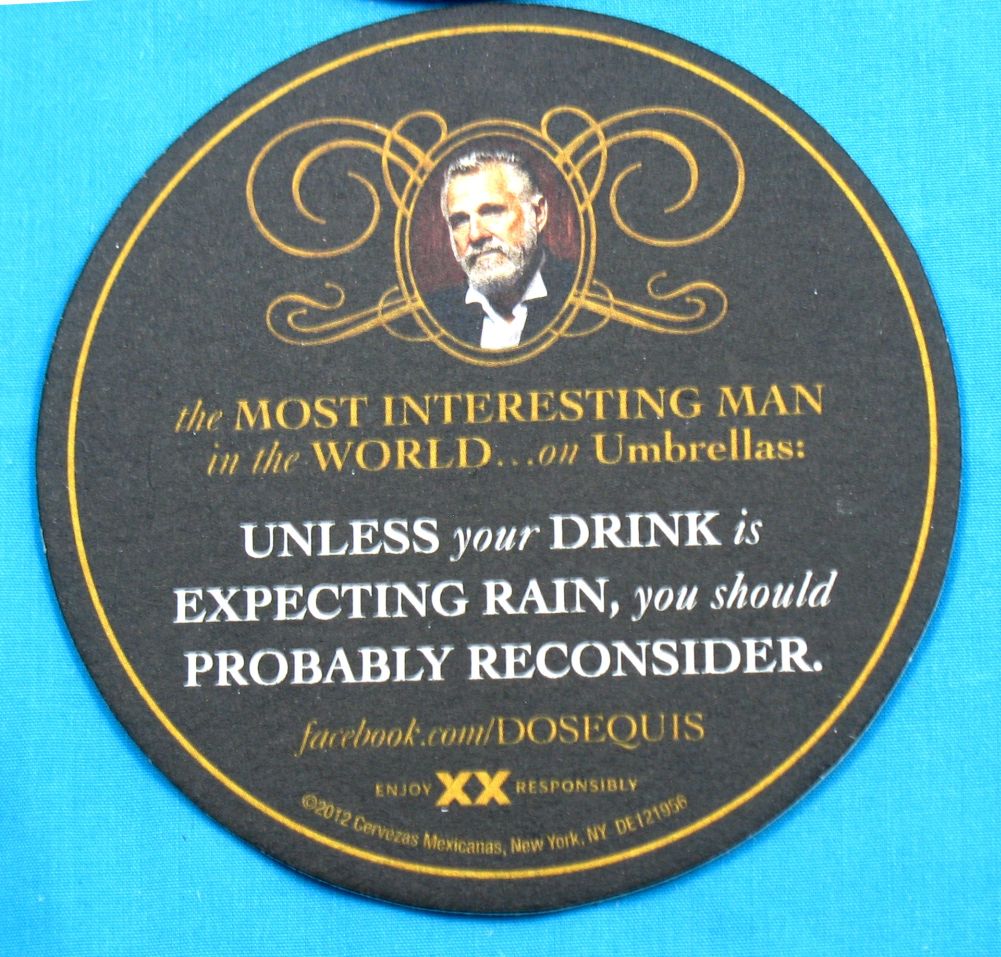 the MOST INTERESTING MAN
in the WORLD...on Umbrellas:
UNLESS your DRINK is
EXPECTING RAIN, you should
PROBABLY RECONSIDER.
facebook.com/DOSEQUIS
ENJOY XX RESPONSIBLY
©2012 Cervezas Mexicanas, New York, NY DE121956